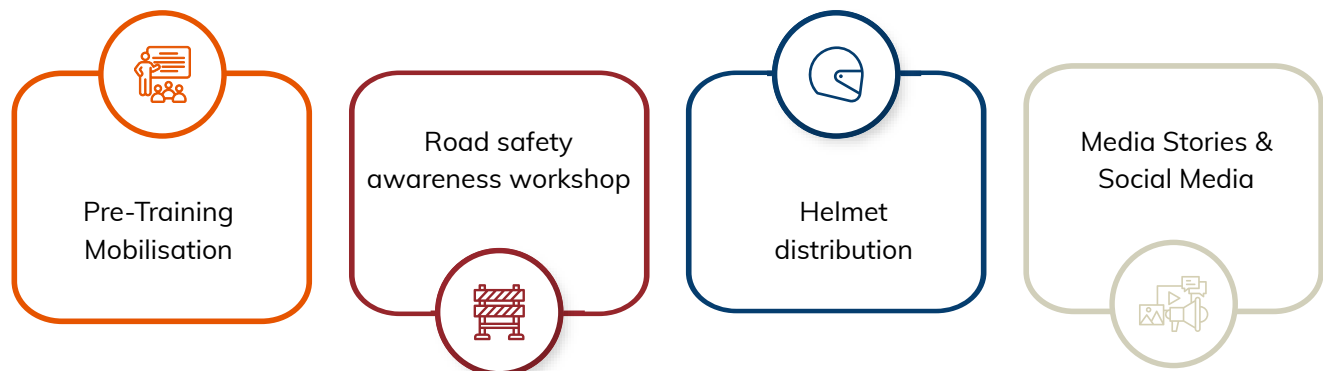 Pre-Training
Mobilisation
Road safety
awareness workshop
Helmet
distribution
Media Stories &
Social Media